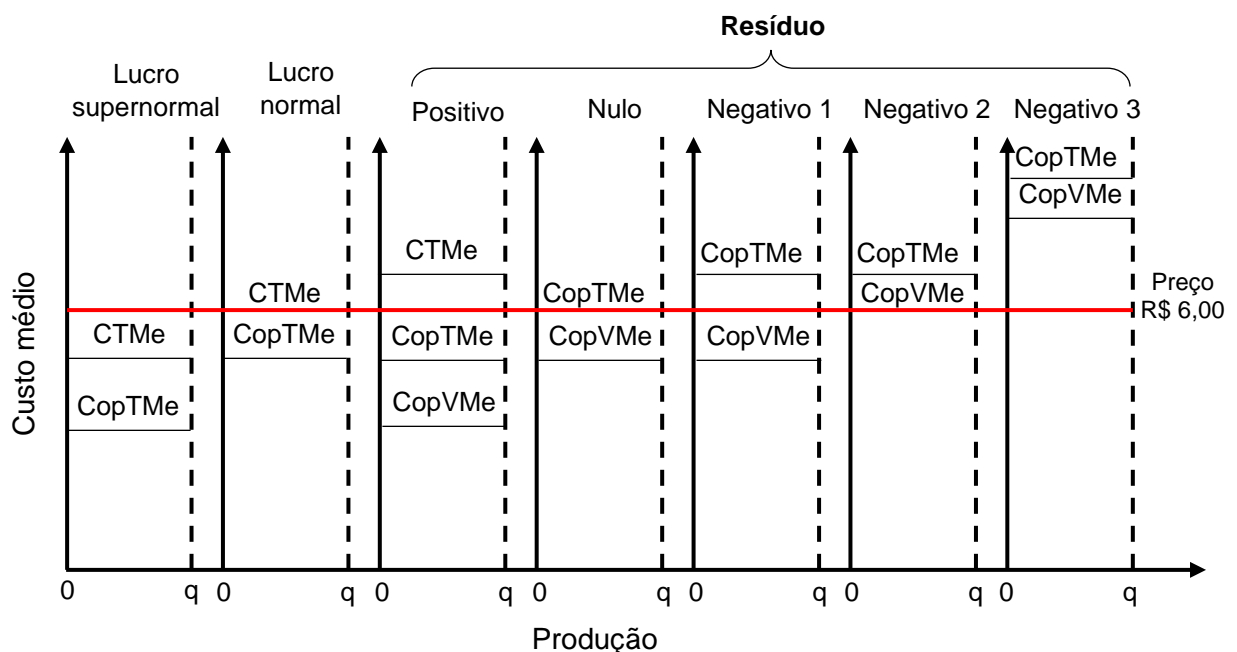 Resíduo
Lucro
supernormal
Lucro
normal
Positivo
Nulo
Negativo 1
Negativo 2
Negativo 3
CTMe
CopTMe
CTMe
CopTMe
CTMe
CopTMe
CopVMe
CopTMe
CopVMe
CopTMe
CopVMe
CopTMe
CopVMe
CopTMe
CopVMe
Preço
R$ 6,00
Custo médio
0 q 0 q 0 q 0 q 0 q 0 q 0 q
Produção